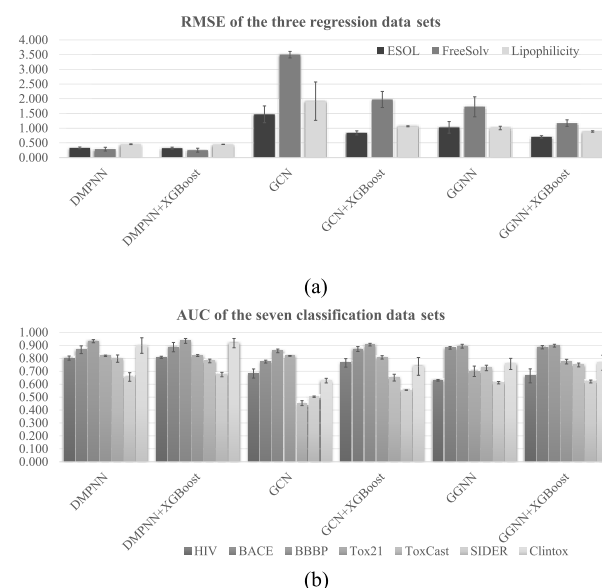 RMSE of the three regression data sets
ESOL FreeSolv Lipophilicity
4.000
3.500
3.000
2.500
2.000
1.500
1.000
0.500
0.000
DMPNN
DMPNN+XGBoost
GCN
GCN+XGBoost
GGNN
GGNN+XGBoost
(a)
AUC of the seven classification data sets
1.000
0.900
0.800
0.700
0.600
0.500
0.400
0.300
0.200
0.100
0.000
DMPNN
DMPNN+XGBoost
GCN
GCN+XGBoost
GGNN
GGNN+XGBoost
HIV BACE BBBP Tox21 ToxCast SIDER Clintox
(b)